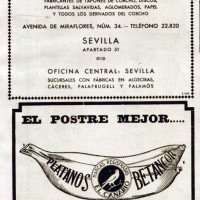 FABRICANTES DE TAPONES DE CORCHO, DISCOS,
PLANTILLAS SALVAVIDAS, AGLOMERADOS, PAPEL
Y TODOS LOS DERIVADOS DEL CORCHO
AVENIDA DE MIRAFLORES, NÚM. 34. — TELÉFONO 22.820
SEVILLA
APARTADO 51
OFICINA CENTRAL: SEVILLA
SUCURSALES CON FÁBRICAS EN ALGECIRAS,
CÁCERES, PALAFRUGELL Y PALAMÓS
EL POSTRE MEJOR.....
PLATANOS
EL CANARIO
BETANCOR